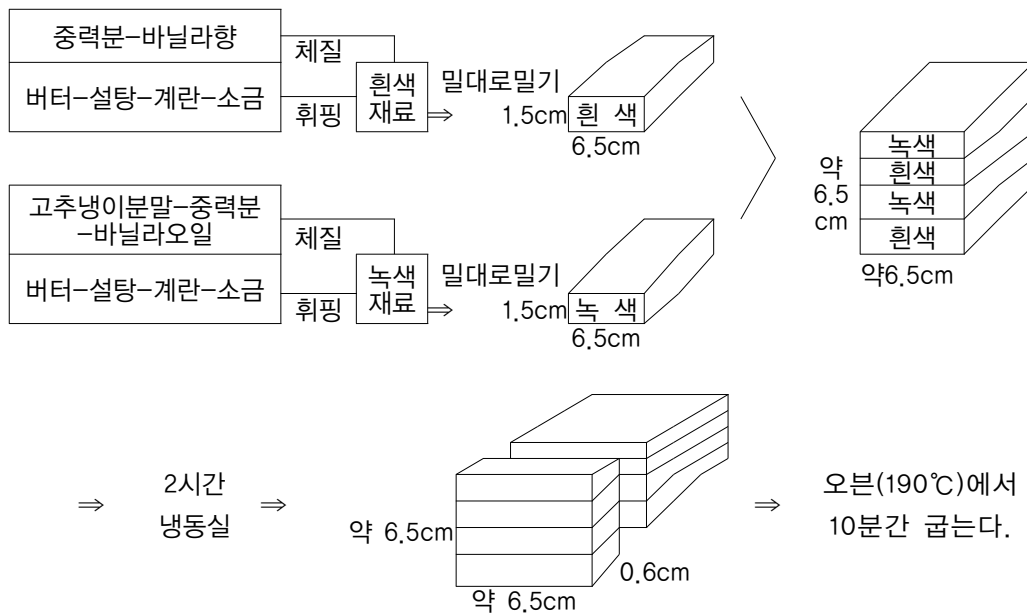 중력분-바닐라향
버터-설탕-계란-소금
체질
휘핑
흰색
재료
⇒
밀대로밀기
1.5cm
흰 색
6.5cm
고추냉이분말-중력분
-바닐라오일
버터-설탕-계란-소금
체질
휘핑
녹색
재료
⇒
밀대로밀기
1.5cm
녹 색
6.5cm
녹색
흰색
녹색
흰색
약
6.5
cm
약6.5cm
⇒
2시간
냉동실
⇒
약 6.5cm
약 6.5cm
0.6cm
⇒
오븐(190℃)에서
10분간 굽는다.